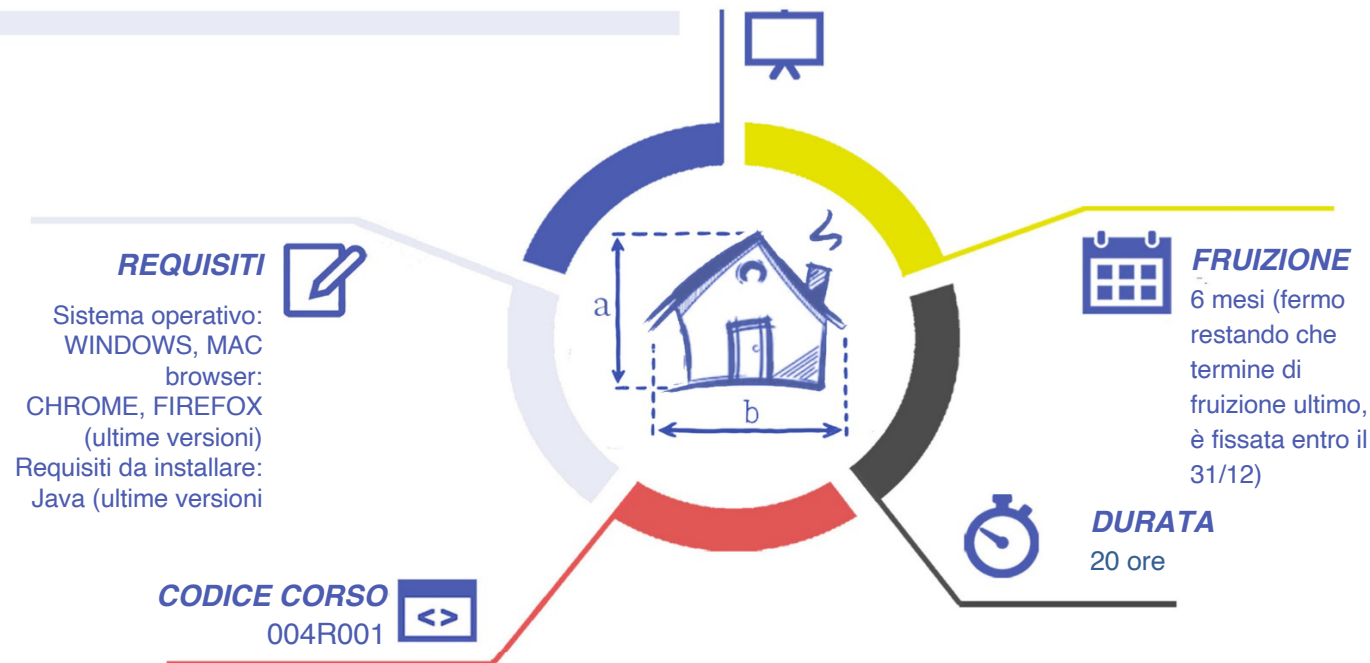 REQUISITI
Sistema operativo:
WINDOWS, MAC
browser:
CHROME, FIREFOX
(ultime versioni)
Requisiti da installare:
Java (ultime versioni
a
b
FRUIZIONE
6 mesi (fermo
restando che
termine di
fruizione ultimo,
è fissata entro il
31/12)
DURATA
20 ore
CODICE CORSO
004R001
<>